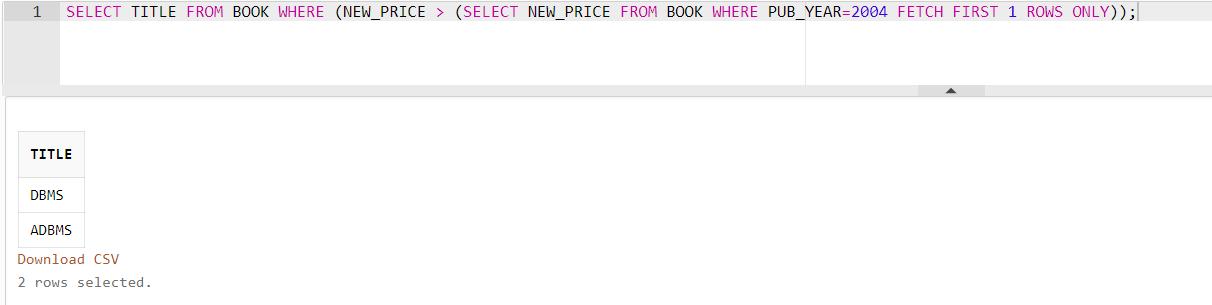 1 SELECT TITLE FROM BOOK WHERE (NEW_PRICE > (SELECT NEW_PRICE FROM BOOK WHERE PUB_YEAR=2004 FETCH FIRST 1 ROWS ONLY));
TITLE
DBMS
ADBMS
Download CSV
2 rows selected.